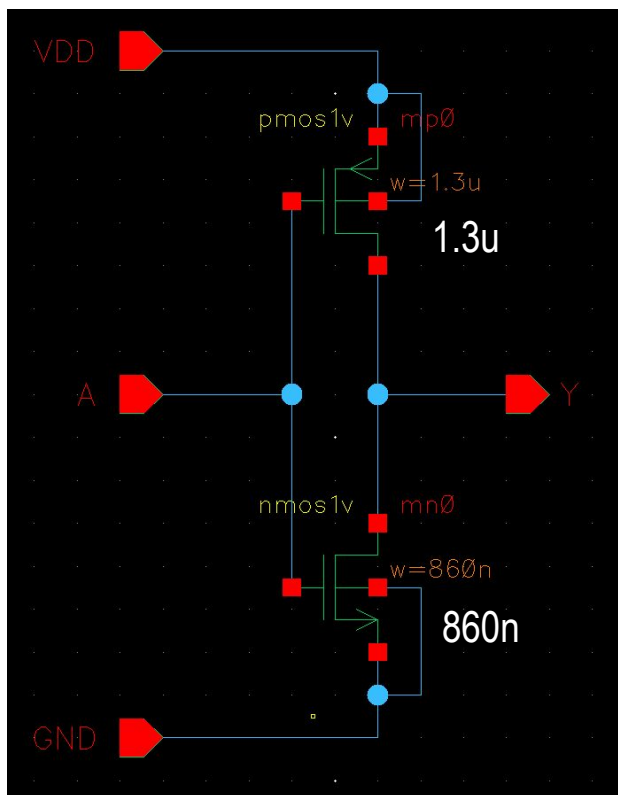 VDD
pmos1v mp0
w=1.3u
1.3u
A
Y
nmos1v mn0
w=860n
860n
GND